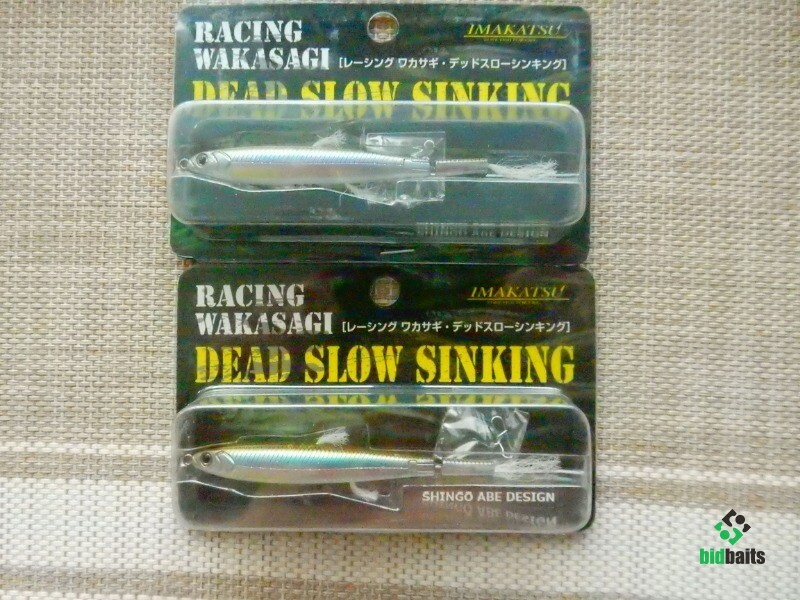 RACING
WAKASAGI
[レーシング ワカサギ・デッドスローシンキング]
IMAKATSU
DEAD SLOW SINKING
SHINGO ABE DESIGN
RACING
WAKASAGI
[レーシング ワカサギ・デッドスローシンキング]
IMAKATSU
DEAD SLOW SINKING
SHINGO ABE DESIGN
bidbaits